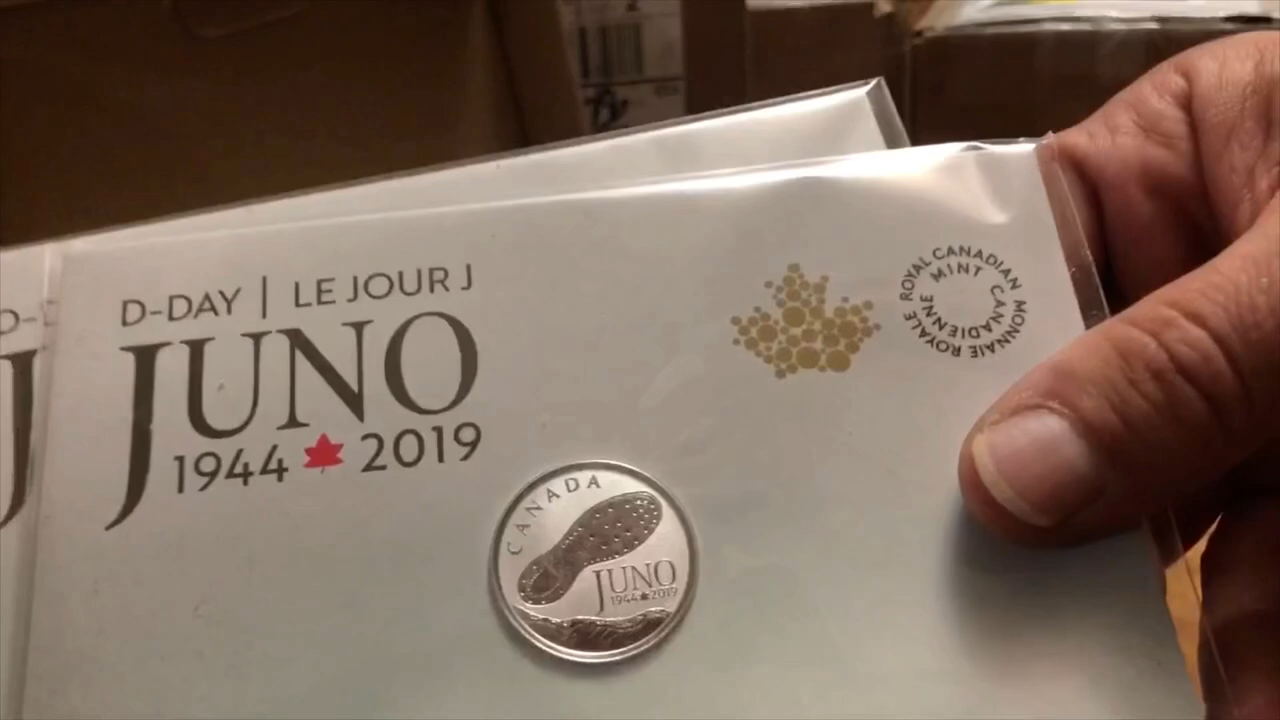 D-DAY | LE JOUR J
JUNO
1944 2019
ROYAL CANADIAN MINT
MONNAIE ROYALE CANADIENNE
CANADA
JUNO
1944 2019
D-
J